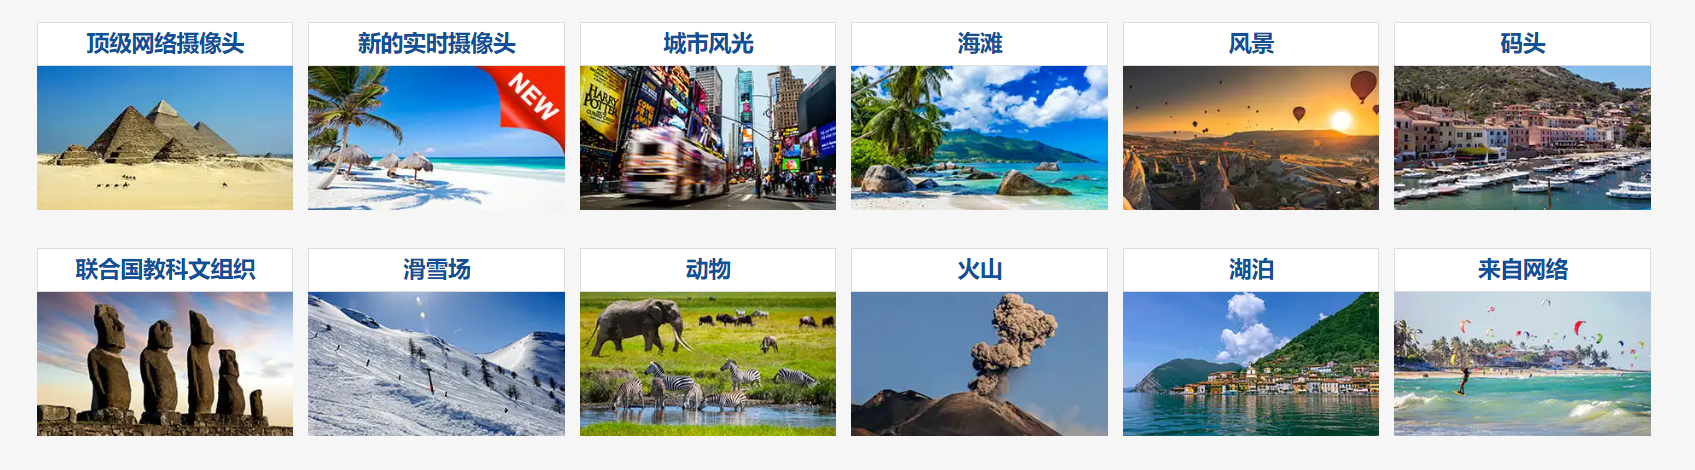 顶级网络摄像头
新的实时摄像头
城市风光
海滩
风景
码头
NEW
HARRY
POTTER
联合国教科文组织
滑雪场
动物
火山
湖泊
来自网络